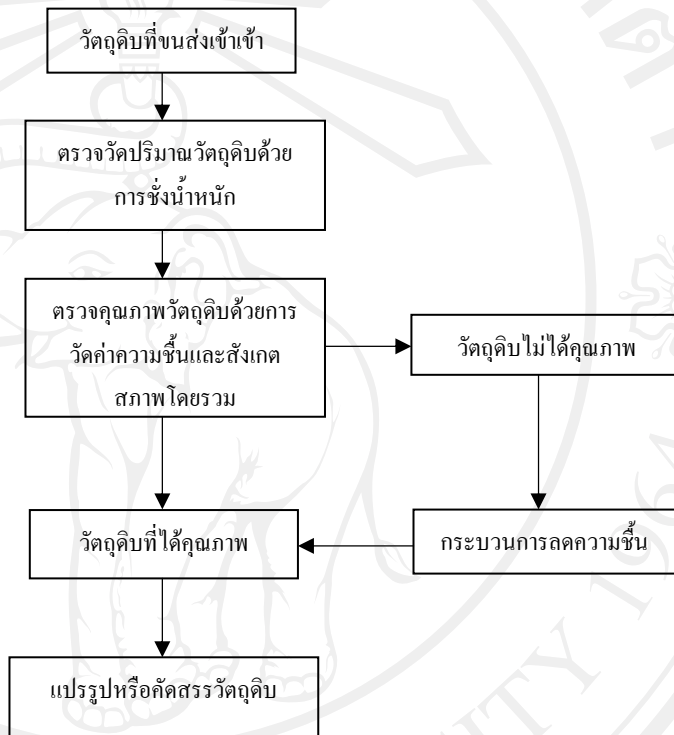 วัตถุดิบที่ขนส่งเข้าเข้า
ตรวจวัดปริมาณวัตถุดิบด้วย
การชั่งน้ำหนัก
ตรวจคุณภาพวัตถุดิบด้วยการ
วัดค่าความชื้นและสังเกต
สภาพโดยรวม
วัตถุดิบไม่ได้คุณภาพ
วัตถุดิบที่ได้คุณภาพ
กระบวนการลดความชื้น
แปรรูปหรือคัดสรรวัตถุดิบ
ITY 1964